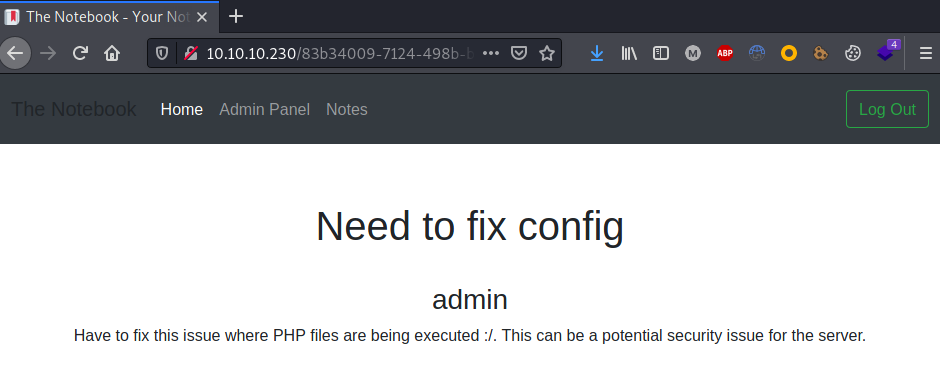 The Notebook - Your Not
10.10.10.230/83b34009-7124-498b-b
ABP
4
The Notebook Home Admin Panel Notes Log Out
Need to fix config
admin
Have to fix this issue where PHP files are being executed :/. This can be a potential security issue for the server.